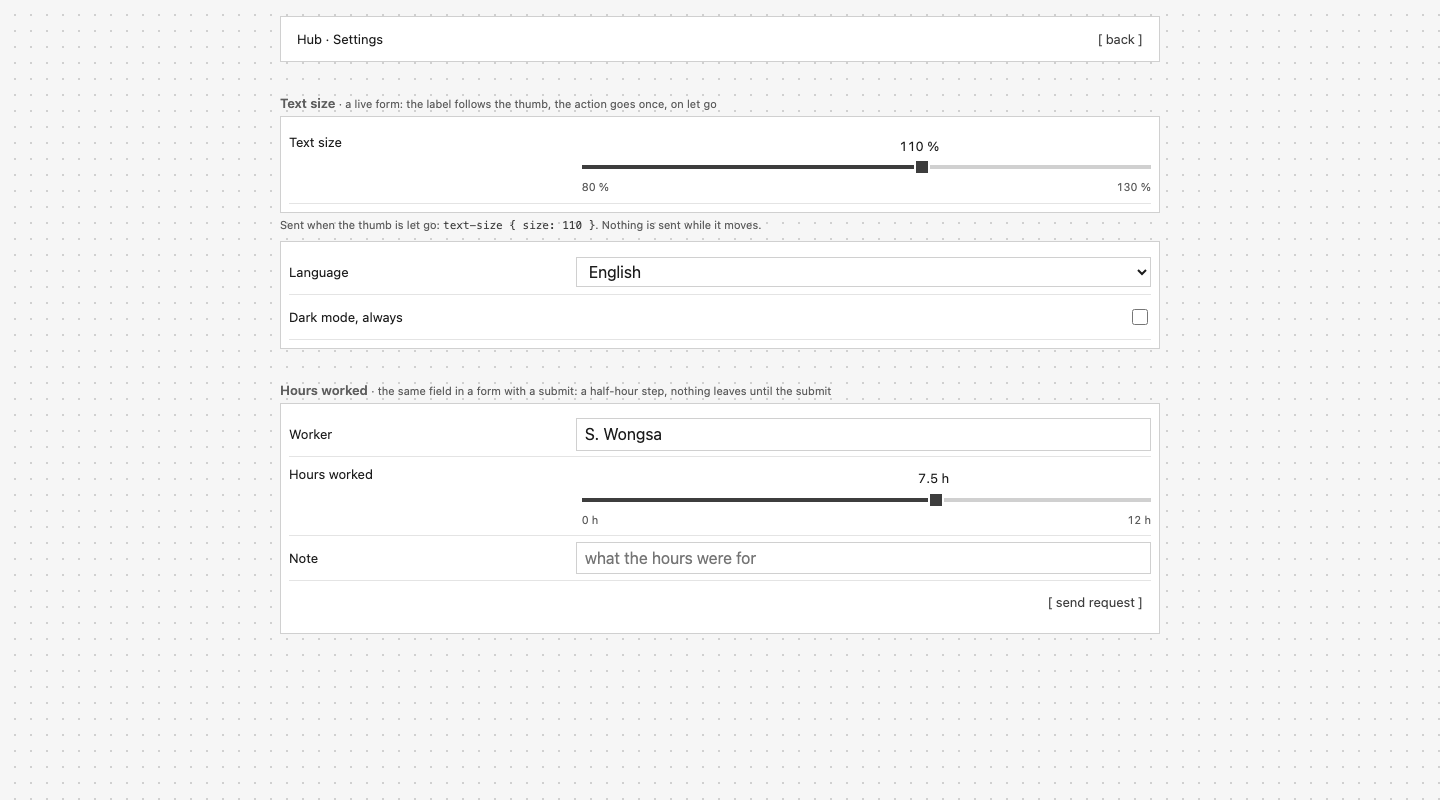 Hub · Settings [ back ]
Text size · a live form: the label follows the thumb, the action goes once, on let go
Text size
110 %
80 % 130 %
Sent when the thumb is let go: text-size { size: 110 }. Nothing is sent while it moves.
Language English
Dark mode, always
Hours worked · the same field in a form with a submit: a half-hour step, nothing leaves until the submit
Worker S. Wongsa
Hours worked
7.5 h
0 h 12 h
Note what the hours were for
[ send request ]